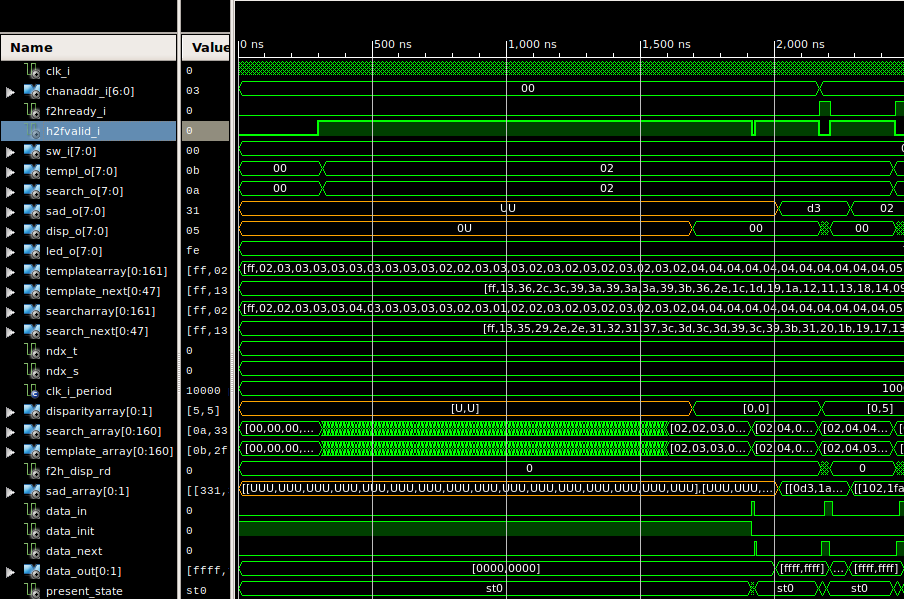 Name Value 0 ns 500 ns 1,000 ns 1,500 ns 2,000 ns
clk_i 0
chanaddr_i[6:0] 03 00
f2hready_i 0
h2fvalid_i 0
sw_i[7:0] 00
templ_o[7:0] 0b 00 02
search_o[7:0] 0a 00 02
sad_o[7:0] 31 UU d3 02
disp_o[7:0] 05 0U 00 00
led_o[7:0] fe
templatearray[0:161] [ff,02 [ff,02,03,03,03,03,03,03,03,03,03,02,03,02,03,02,03,02,03,02,04,04,04,04,04,04,04,04,04,05
template_next[0:47] [ff,13 [ff,13,36,2c,3c,39,3a,39,3a,3a,39,3b,36,2e,1c,1d,19,1a,12,11,13,18,14,09
searcharray[0:161] [ff,02 [ff,02,02,03,03,03,04,03,03,03,03,02,03,01,02,03,02,03,02,03,02,04,04,04,04,04,04,04,04,05
search_next[0:47] [ff,13 [ff,13,35,29,2e,2e,31,32,31,37,3c,3d,3c,3d,39,3c,39,3b,31,20,1b,19,17,13
ndx_t 0
ndx_s 0
clk_i_period 10000 100
disparityarray[0:1] [5,5] [U,U] [0,0] [0,5]
search_array[0:160] [0a,33 [00,00,00,... [02,02,03,0... [02,04,0... [02,04,04... [
template_array[0:160] [0b,2f [00,00,00,... [02,03,03,0... [02,04,0... [02,04,03... [
f2h_disp_rd 0 0 0
sad_array[0:1] [[331, [[UUU,UUU,UUU,UUU,UUU,UUU,UUU,UUU,UUU,UUU,UUU,UUU,UUU,UUU,UUU,UUU],[UUU,UUU,... [[0d3,1a... [[102,1fa
data_in 0
data_init 0
data_next 0
data_out[0:1] [ffff, [0000,0000] [ffff,ffff] ... [ffff,ffff]
present_state st0 st0 st0 st0